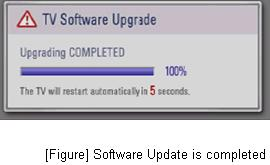 TV Software Upgrade
Upgrading COMPLETED
100%
The TV will restart automatically in 5 seconds.
[Figure] Software Update is completed